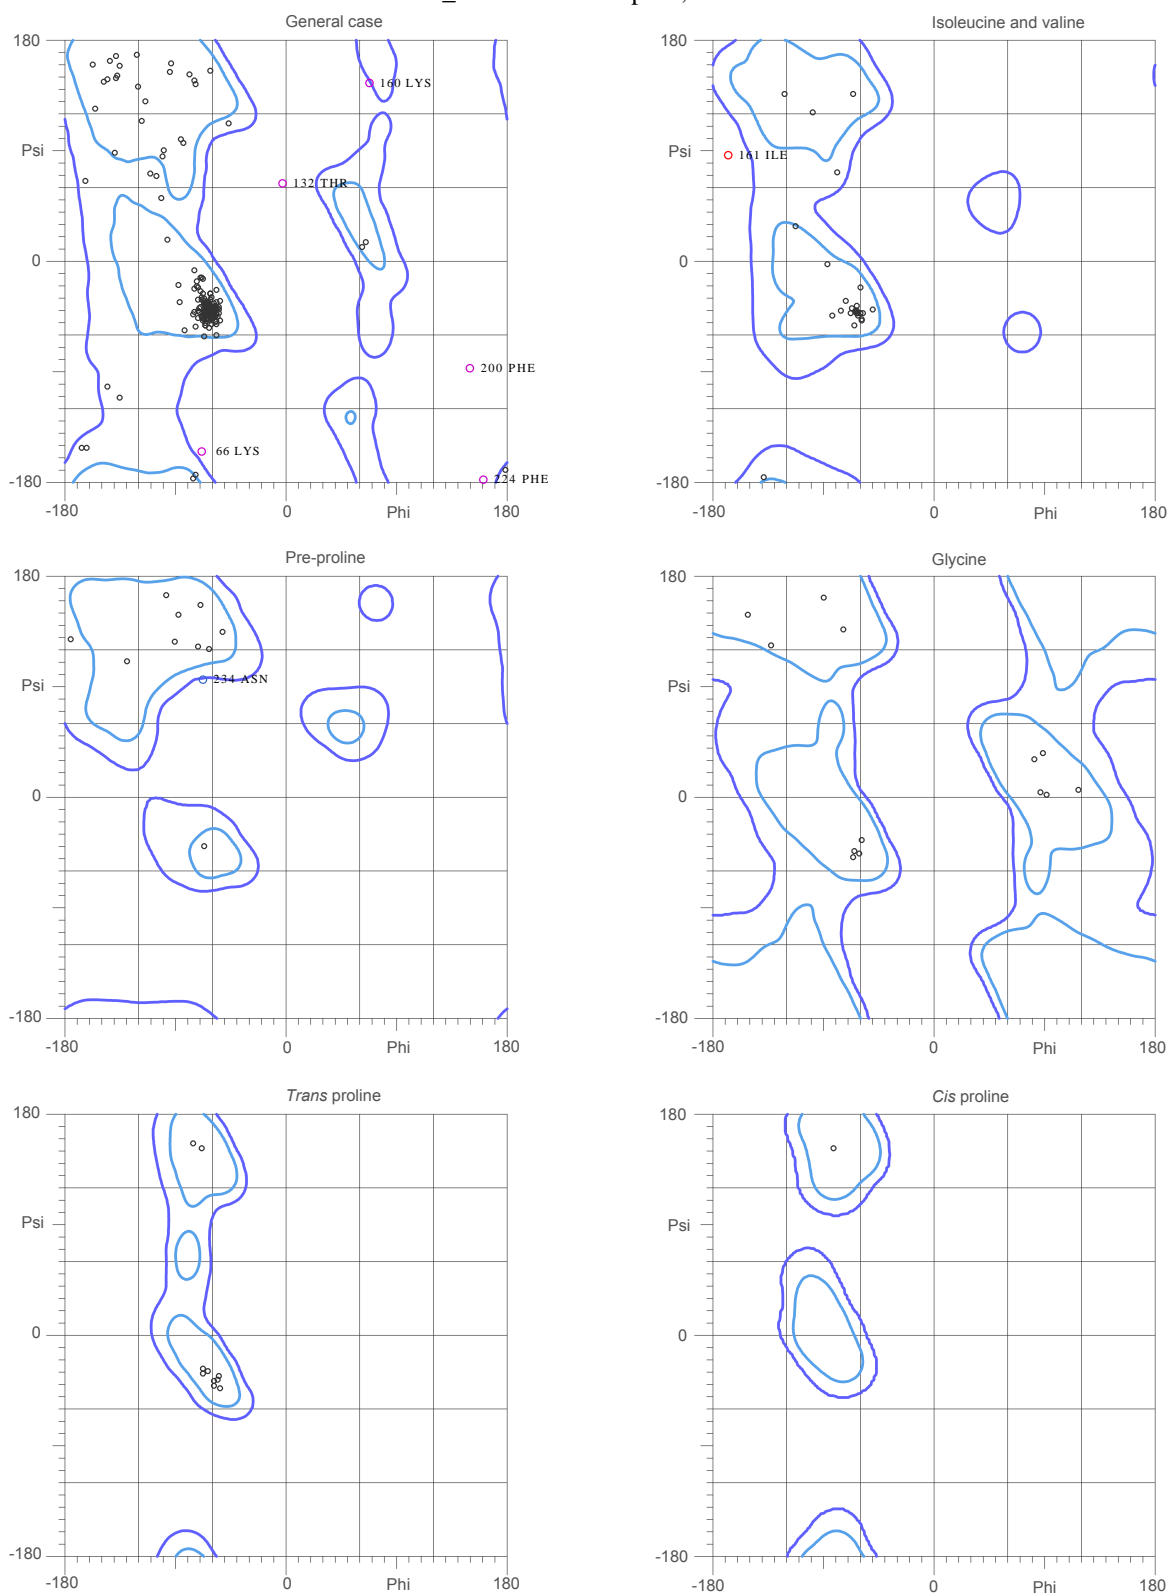 General case
180
Psi
0
-180
-180
0
Phi
180
160 LYS
132 THR
200 PHE
66 LYS
224 PHE
Isoleucine and valine
180
Psi
0
-180
-180
0
Phi
180
161 ILE
Pre-proline
180
Psi
0
-180
-180
0
Phi
180
234 ASN
Glycine
180
Psi
0
-180
-180
0
Phi
180
Trans proline
180
Psi
0
-180
-180
0
Phi
180
Cis proline
180
Psi
0
-180
-180
0
Phi
180